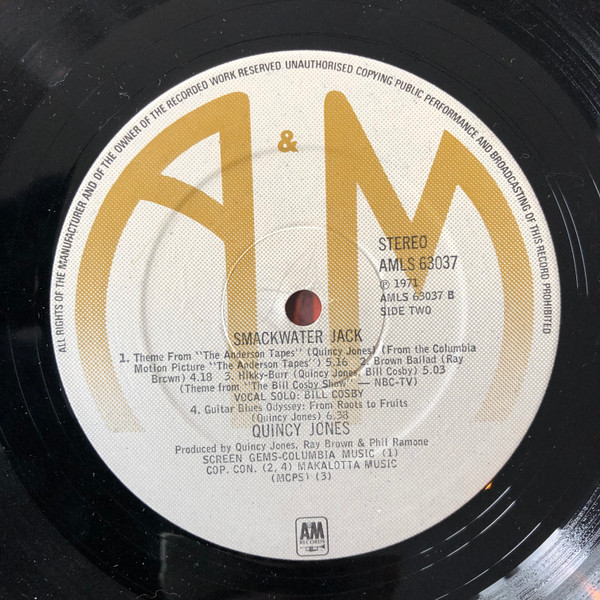 ALL RIGHTS OF THE MANUFACTURER AND OF THE OWNER OF THE RECORDED WORK RESERVED. UNAUTHORISED COPYING PUBLIC PERFORMANCE AND BROADCASTING OF THIS RECORD PROHIBITED
A & M
STEREO
AMLS 63037
℗ 1971
AMLS 63037 B
SIDE TWO
SMACKWATER JACK
1. Theme From "The Anderson Tapes" (Quincy Jones) (From the Columbia
Motion Picture "The Anderson Tapes") 5.16 2. Brown Ballad (Ray
Brown) 4.18 3. Hikky-Burr (Quincy Jones, Bill Cosby) 5.03
(Theme from "The Bill Cosby Show" — NBC-TV)
VOCAL SOLO: BILL COSBY
4. Guitar Blues Odyssey: From Roots to Fruits
(Quincy Jones) 6.38
QUINCY JONES
Produced by Quincy Jones, Ray Brown & Phil Ramone
SCREEN GEMS-COLUMBIA MUSIC (1)
COP. CON. (2, 4) MAKALOTTA MUSIC
(MCPS) (3)
AM
RECORDS